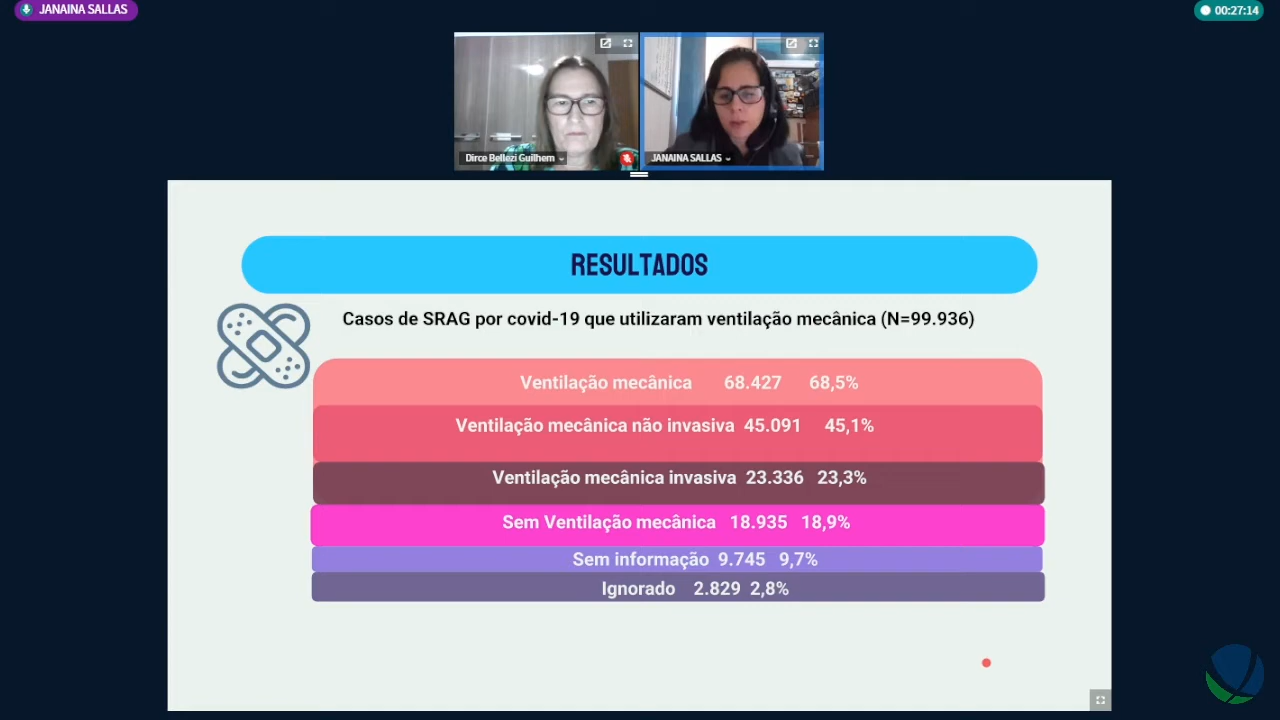 JANAINA SALLAS
00:27:14
Dirce Bellezi Guilhem
JANAINA SALLAS
RESULTADOS
Casos de SRAG por covid-19 que utilizaram ventilação mecânica (N=99.936)
Ventilação mecânica 68.427 68,5%
Ventilação mecânica não invasiva 45.091 45,1%
Ventilação mecânica invasiva 23.336 23,3%
Sem Ventilação mecânica 18.935 18,9%
Sem informação 9.745 9,7%
Ignorado 2.829 2,8%